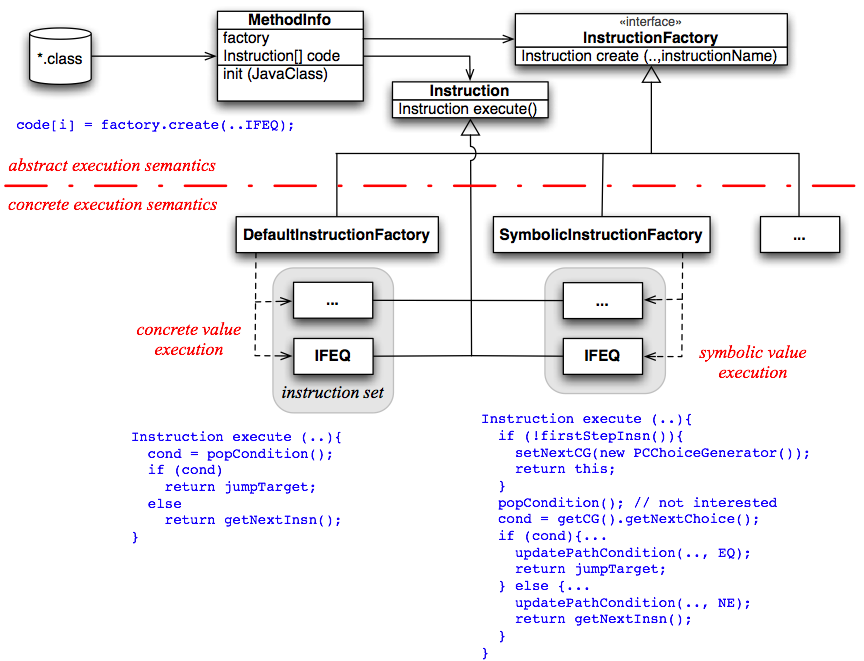 *.class
MethodInfo
factory
Instruction[] code
init (JavaClass)
«interface»
InstructionFactory
Instruction create (..,instructionName)
Instruction
Instruction execute()
code[i] = factory.create(..IFEQ);
abstract execution semantics
concrete execution semantics
DefaultInstructionFactory
SymbolicInstructionFactory
...
...
IFEQ
instruction set
concrete value
execution
...
IFEQ
symbolic value
execution
Instruction execute (..){
  cond = popCondition();
  if (cond)
    return jumpTarget;
  else
    return getNextInsn();
}
Instruction execute (..){
  if (!firstStepInsn()){
    setNextCG(new PCChoiceGenerator());
    return this;
  }
  popCondition(); // not interested
  cond = getCG().getNextChoice();
  if (cond){...
    updatePathCondition(.., EQ);
    return jumpTarget;
  } else {...
    updatePathCondition(.., NE);
    return getNextInsn();
  }
}